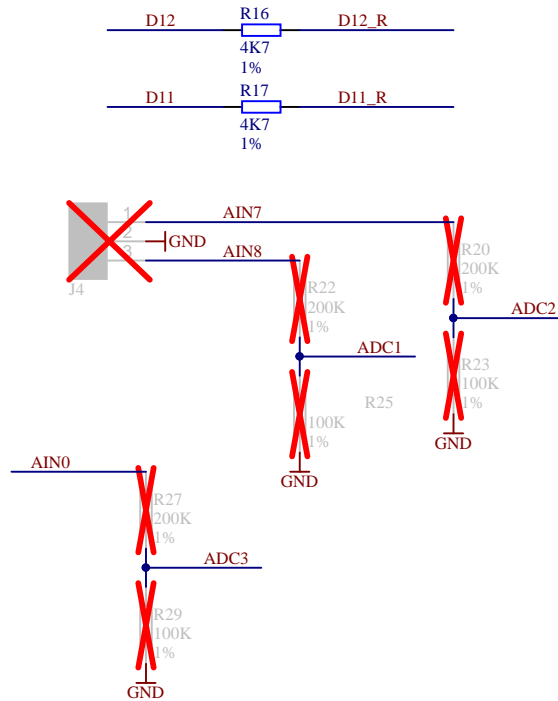 D12 R16 D12_R
4K7
1%
D11 R17 D11_R
4K7
1%
1 AIN7
2 GND
3 AIN8
J4
R20
200K
1%
R22
200K
1%
ADC2
ADC1
R23
100K
1%
R25
100K
1%
GND
GND
AIN0
R27
200K
1%
ADC3
R29
100K
1%
GND